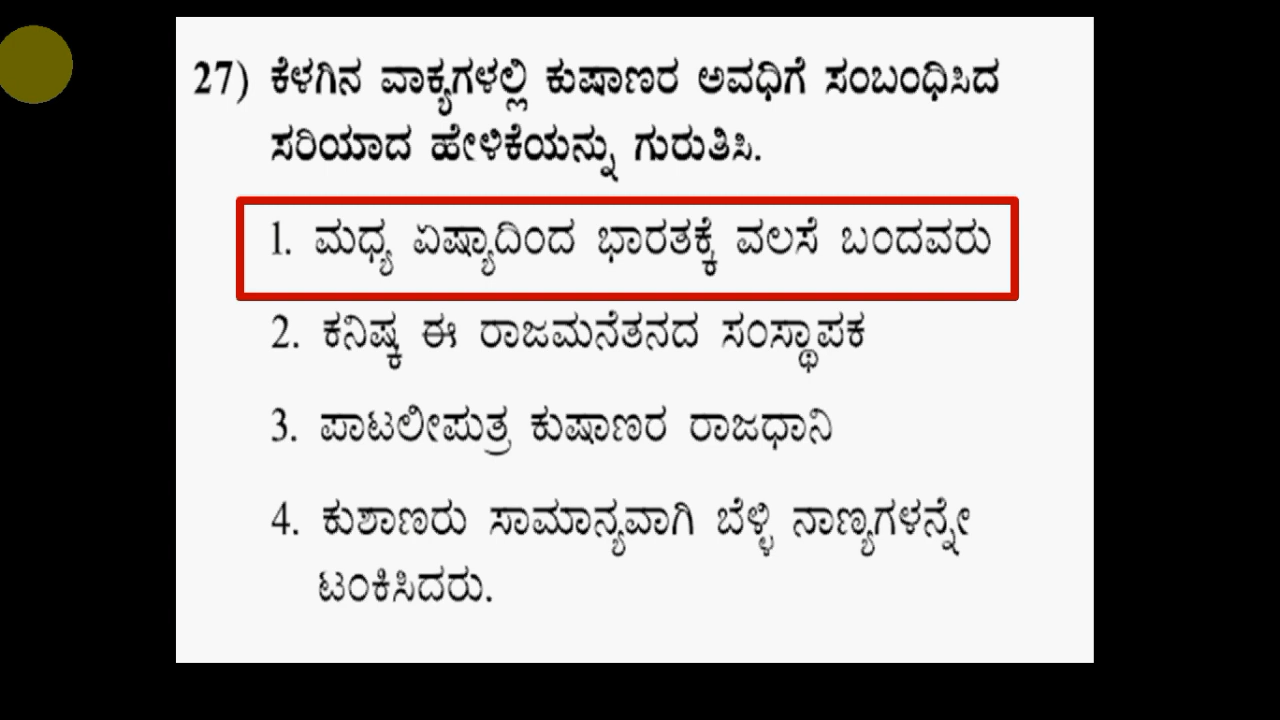 27) ಕೆಳಗಿನ ವಾಕ್ಯಗಳಲ್ಲಿ ಕುಷಾಣರ ಅವಧಿಗೆ ಸಂಬಂಧಿಸಿದ
ಸರಿಯಾದ ಹೇಳಿಕೆಯನ್ನು ಗುರುತಿಸಿ.
1. ಮಧ್ಯ ಏಷ್ಯಾದಿಂದ ಭಾರತಕ್ಕೆ ವಲಸೆ ಬಂದವರು
2. ಕನಿಷ್ಕ ಈ ರಾಜಮನೆತನದ ಸಂಸ್ಥಾಪಕ
3. ಪಾಟಲೀಪುತ್ರ ಕುಷಾಣರ ರಾಜಧಾನಿ
4. ಕುಶಾಣರು ಸಾಮಾನ್ಯವಾಗಿ ಬೆಳ್ಳಿ ನಾಣ್ಯಗಳನ್ನೇ
ಟಂಕಿಸಿದರು.